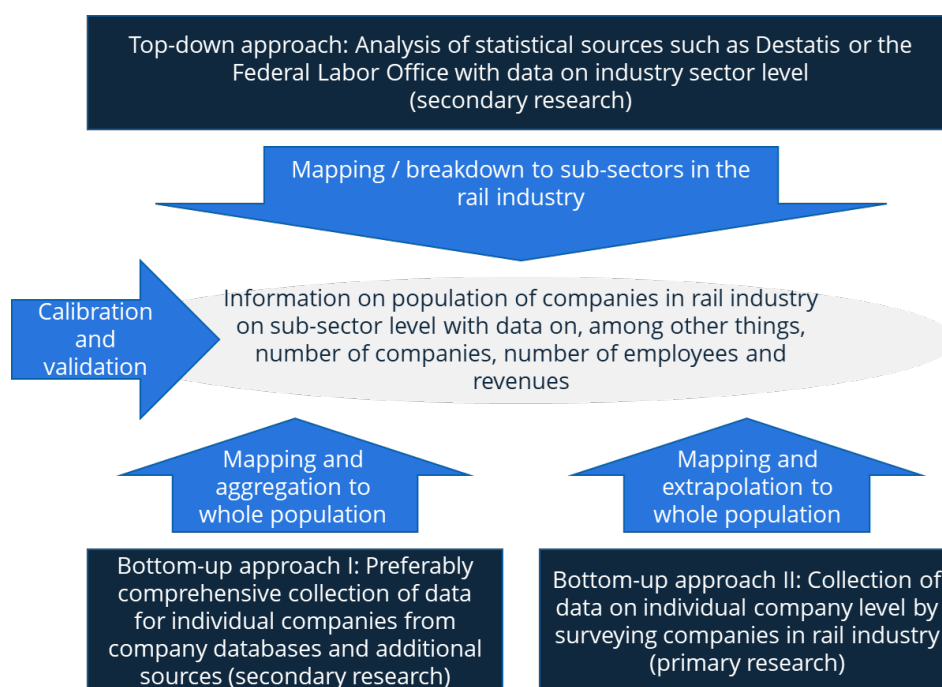 Top-down approach: Analysis of statistical sources such as Destatis or the
Federal Labor Office with data on industry sector level
(secondary research)
Mapping / breakdown to sub-sectors in the
rail industry
Calibration
and
validation
Information on population of companies in rail industry
on sub-sector level with data on, among other things,
number of companies, number of employees and
revenues
Mapping and
aggregation to
whole population
Mapping and
extrapolation to
whole population
Bottom-up approach I: Preferably
comprehensive collection of data
for individual companies from
company databases and additional
sources (secondary research)
Bottom-up approach II: Collection of
data on individual company level by
surveying companies in rail industry
(primary research)